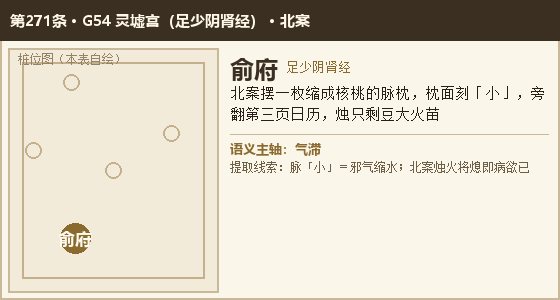 第271条・G54 灵墟宫（足少阴肾经）・北案
桩位图（本表自绘）
俞府
俞府 足少阴肾经
北案摆一枚缩成核桃的脉枕，枕面刻「小」，旁
翻第三页日历，烛只剩豆大火苗
语义主轴：气滞
提取线索：脉「小」＝邪气缩水；北案烛火将熄即病欲已